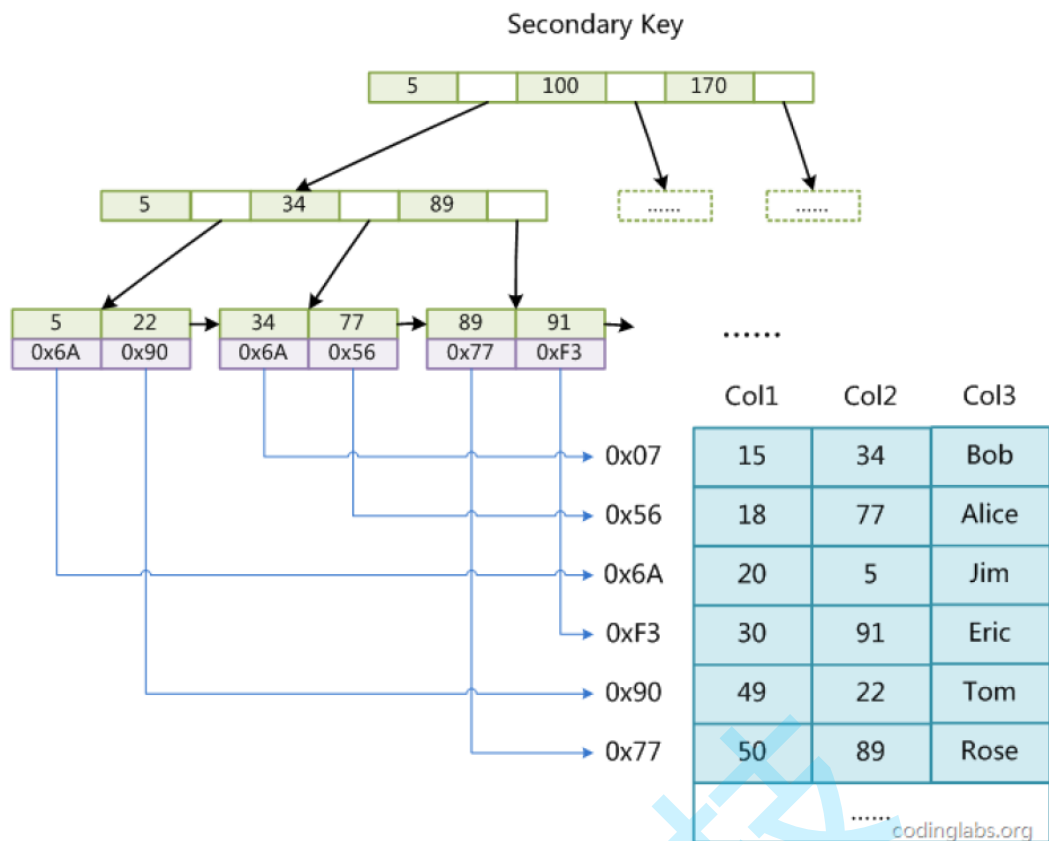 Secondary Key
5 100 170
5 34 89 ...... ......
5 22 34 77 89 91 ......
0x6A 0x90 0x6A 0x56 0x77 0xF3
Col1 Col2 Col3
0x07 15 34 Bob
0x56 18 77 Alice
0x6A 20 5 Jim
0xF3 30 91 Eric
0x90 49 22 Tom
0x77 50 89 Rose
......
codinglabs.org